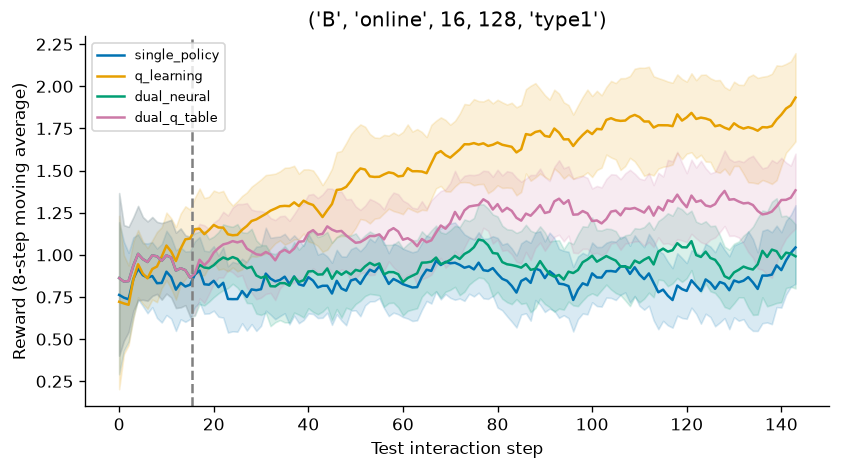 ('B', 'online', 16, 128, 'type1')
2.25
2.00
1.75
1.50
1.25
1.00
0.75
0.50
0.25
Reward (8-step moving average)
single_policy
q_learning
dual_neural
dual_q_table
0 20 40 60 80 100 120 140
Test interaction step